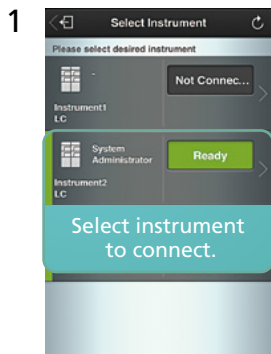 1
Select Instrument
Please select desired instrument
-
Not Connec...
Instrument1
LC
System
Administrator
Ready
Instrument2
LC
Select instrument
to connect.